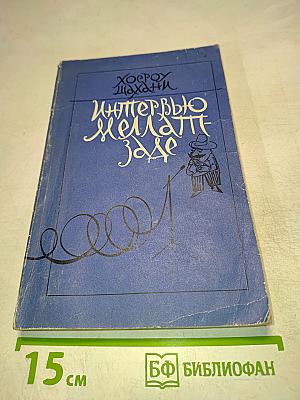 ХОСРОУ
ШАХАНИ
ИНТЕРВЬЮ
МЕЛЛАТ-
ЗАДЕ
15 см
БФ БИБЛИОФАН